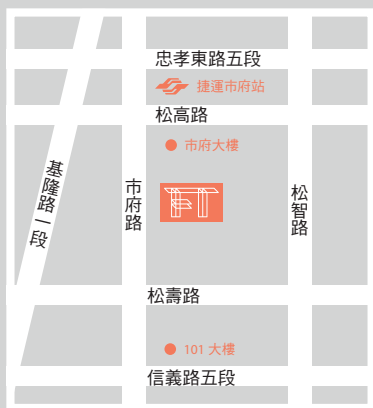 忠孝東路五段
捷運市府站
松高路
市府大樓
基隆路一段
市府路
松智路
松壽路
101 大樓
信義路五段